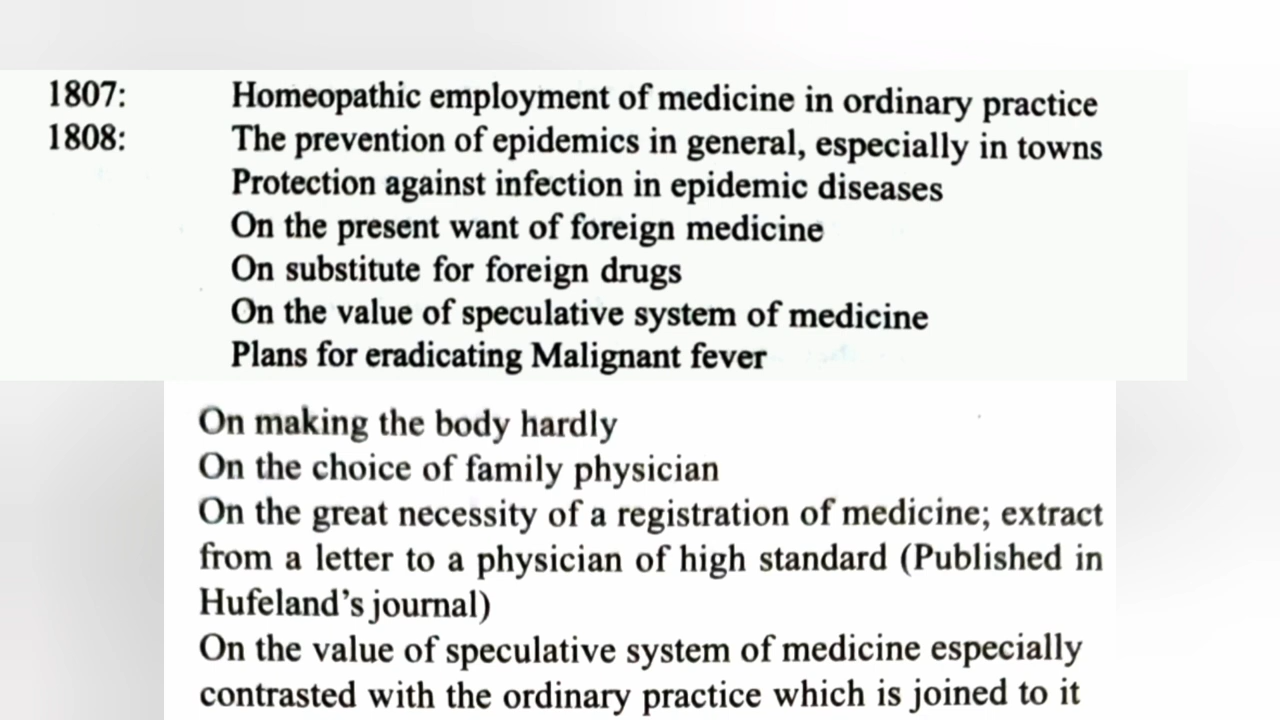 1807: Homeopathic employment of medicine in ordinary practice
1808: The prevention of epidemics in general, especially in towns
Protection against infection in epidemic diseases
On the present want of foreign medicine
On substitute for foreign drugs
On the value of speculative system of medicine
Plans for eradicating Malignant fever
On making the body hardly
On the choice of family physician
On the great necessity of a registration of medicine; extract
from a letter to a physician of high standard (Published in
Hufeland's journal)
On the value of speculative system of medicine especially
contrasted with the ordinary practice which is joined to it